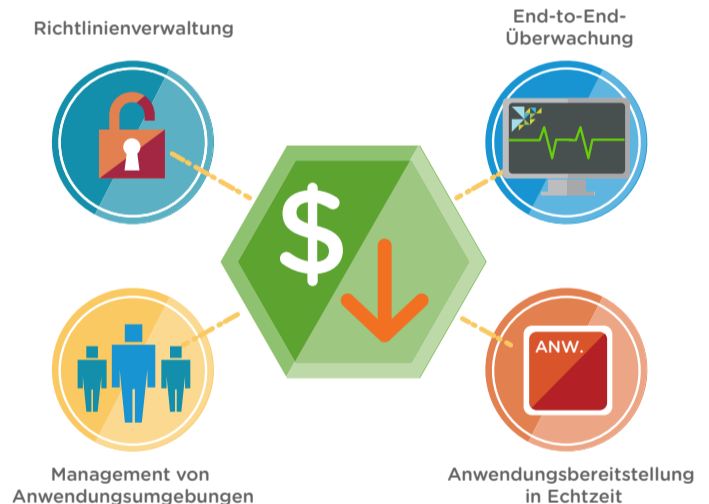 Richtlinienverwaltung
End-to-End-
Überwachung
$
ANW.
Management von
Anwendungsumgebungen
Anwendungsbereitstellung
in Echtzeit